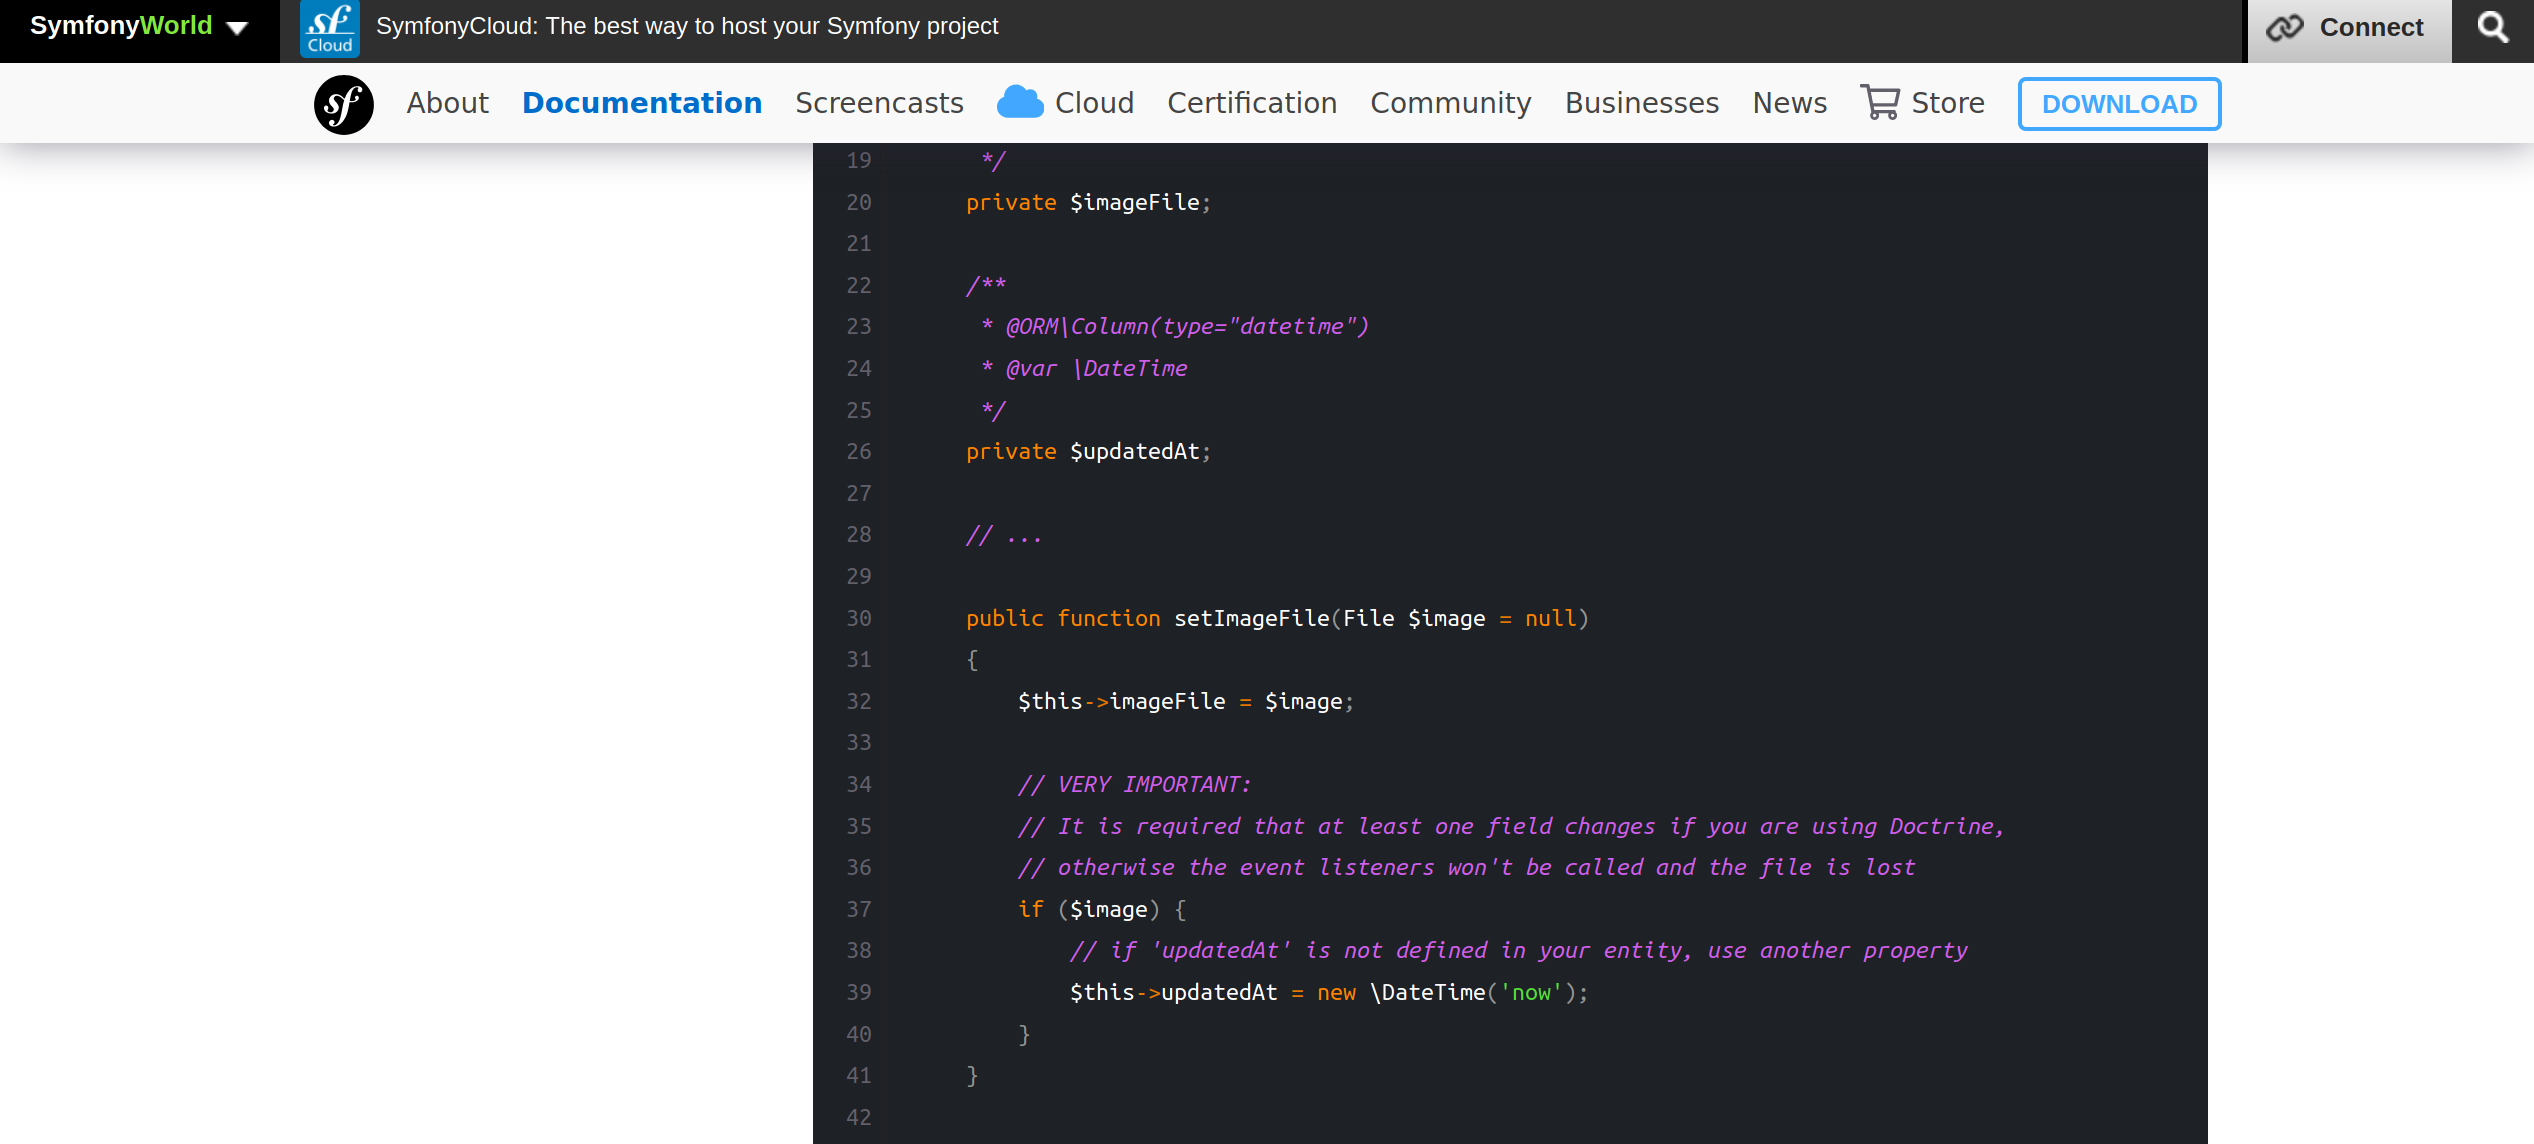 SymfonyWorld
sf Cloud
SymfonyCloud: The best way to host your Symfony project
Connect
sf
About
Documentation
Screencasts
Cloud
Certification
Community
Businesses
News
Store
DOWNLOAD
19 */
20 private $imageFile;
21
22 /**
23 * @ORM\Column(type="datetime")
24 * @var \DateTime
25 */
26 private $updatedAt;
27
28 // ...
29
30 public function setImageFile(File $image = null)
31 {
32 $this->imageFile = $image;
33
34 // VERY IMPORTANT:
35 // It is required that at least one field changes if you are using Doctrine,
36 // otherwise the event listeners won't be called and the file is lost
37 if ($image) {
38 // if 'updatedAt' is not defined in your entity, use another property
39 $this->updatedAt = new \DateTime('now');
40 }
41 }
42